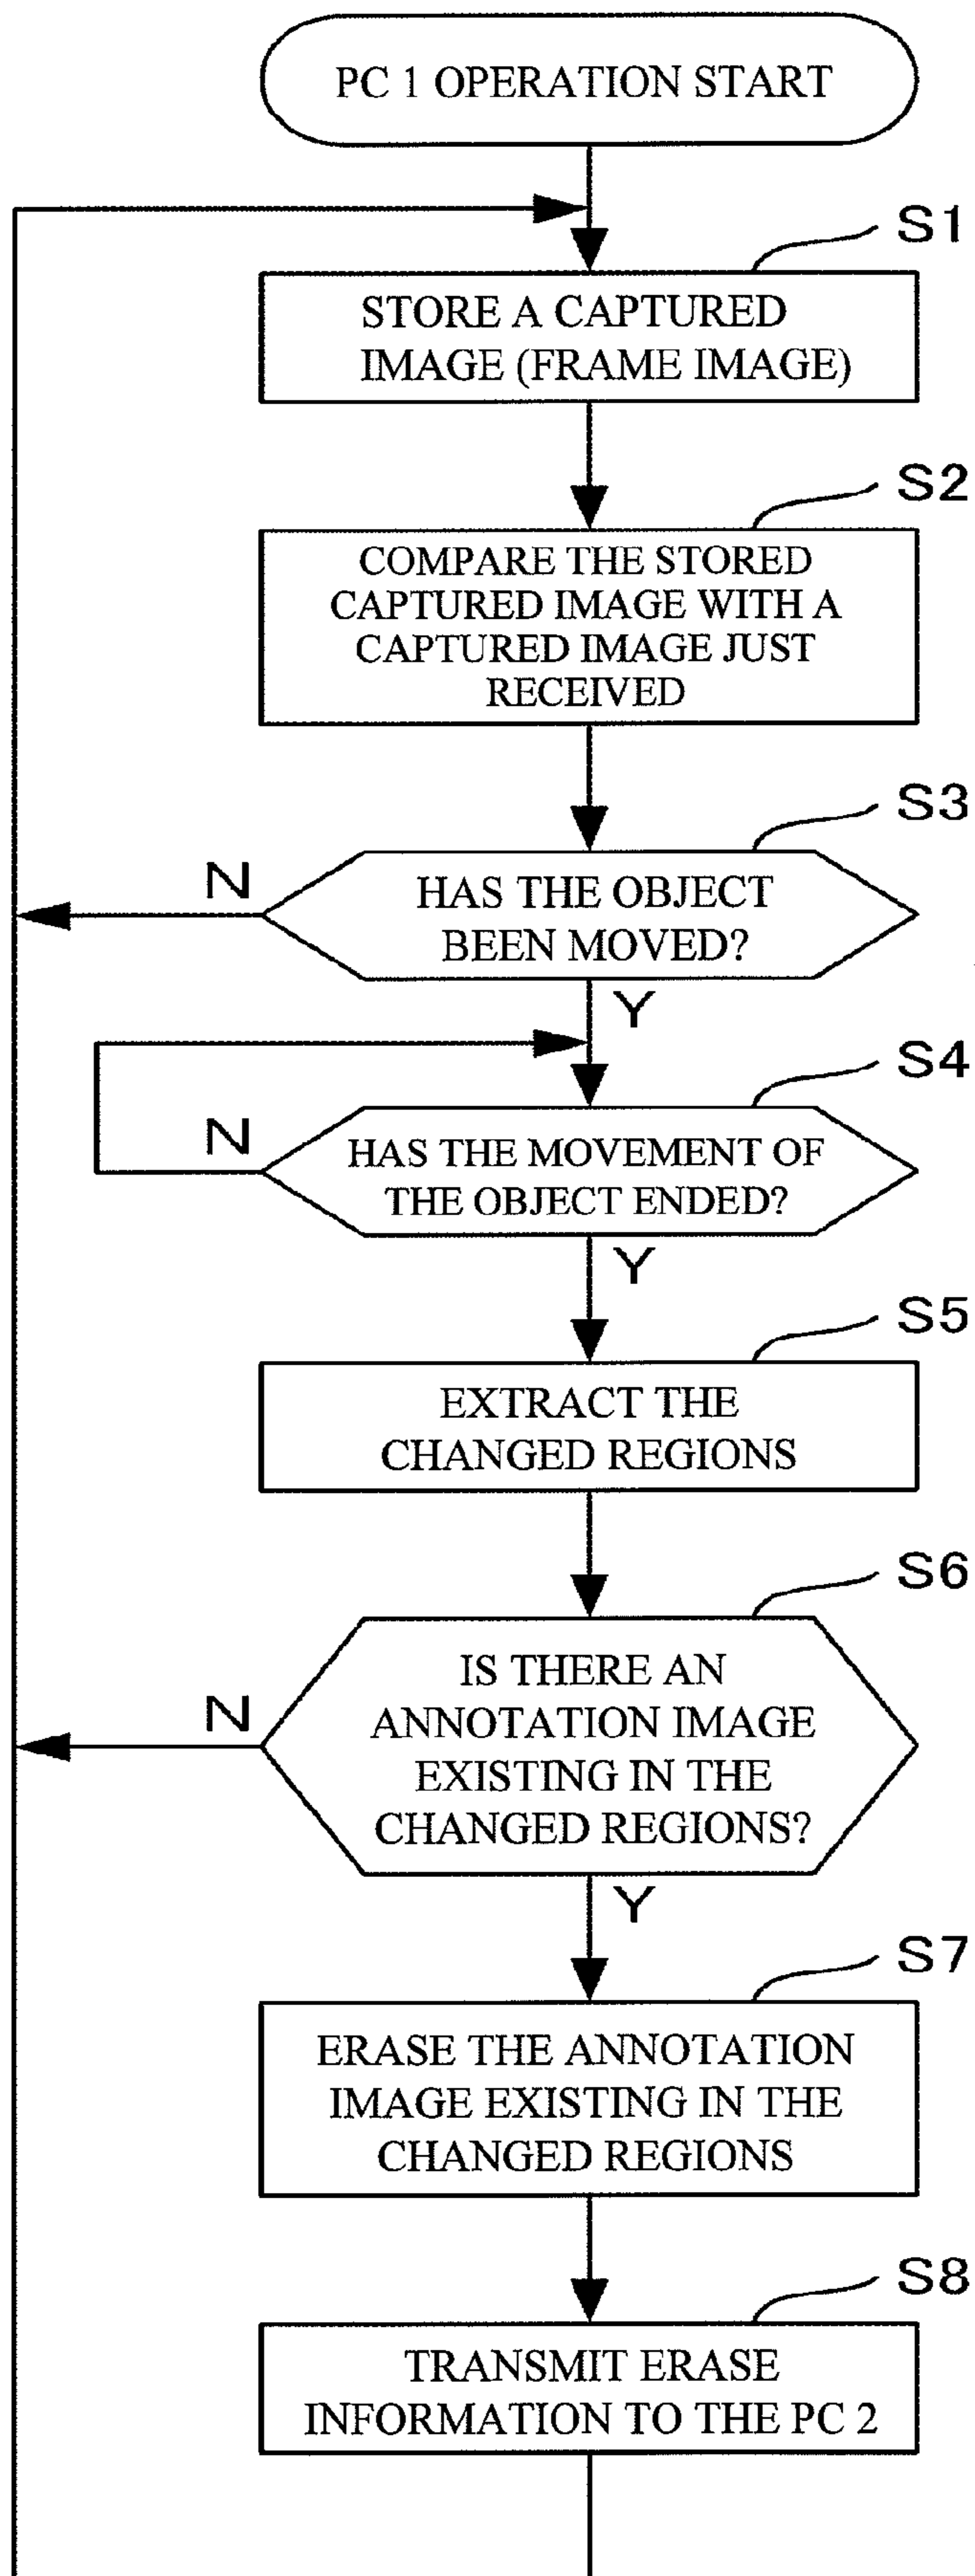 PC 1 OPERATION START
S1
STORE A CAPTURED
IMAGE (FRAME IMAGE)
S2
COMPARE THE STORED
CAPTURED IMAGE WITH A
CAPTURED IMAGE JUST
RECEIVED
S3
N
HAS THE OBJECT
BEEN MOVED?
Y
S4
N
HAS THE MOVEMENT OF
THE OBJECT ENDED?
Y
S5
EXTRACT THE
CHANGED REGIONS
S6
N
IS THERE AN
ANNOTATION IMAGE
EXISTING IN THE
CHANGED REGIONS?
Y
S7
ERASE THE ANNOTATION
IMAGE EXISTING IN THE
CHANGED REGIONS
S8
TRANSMIT ERASE
INFORMATION TO THE PC 2